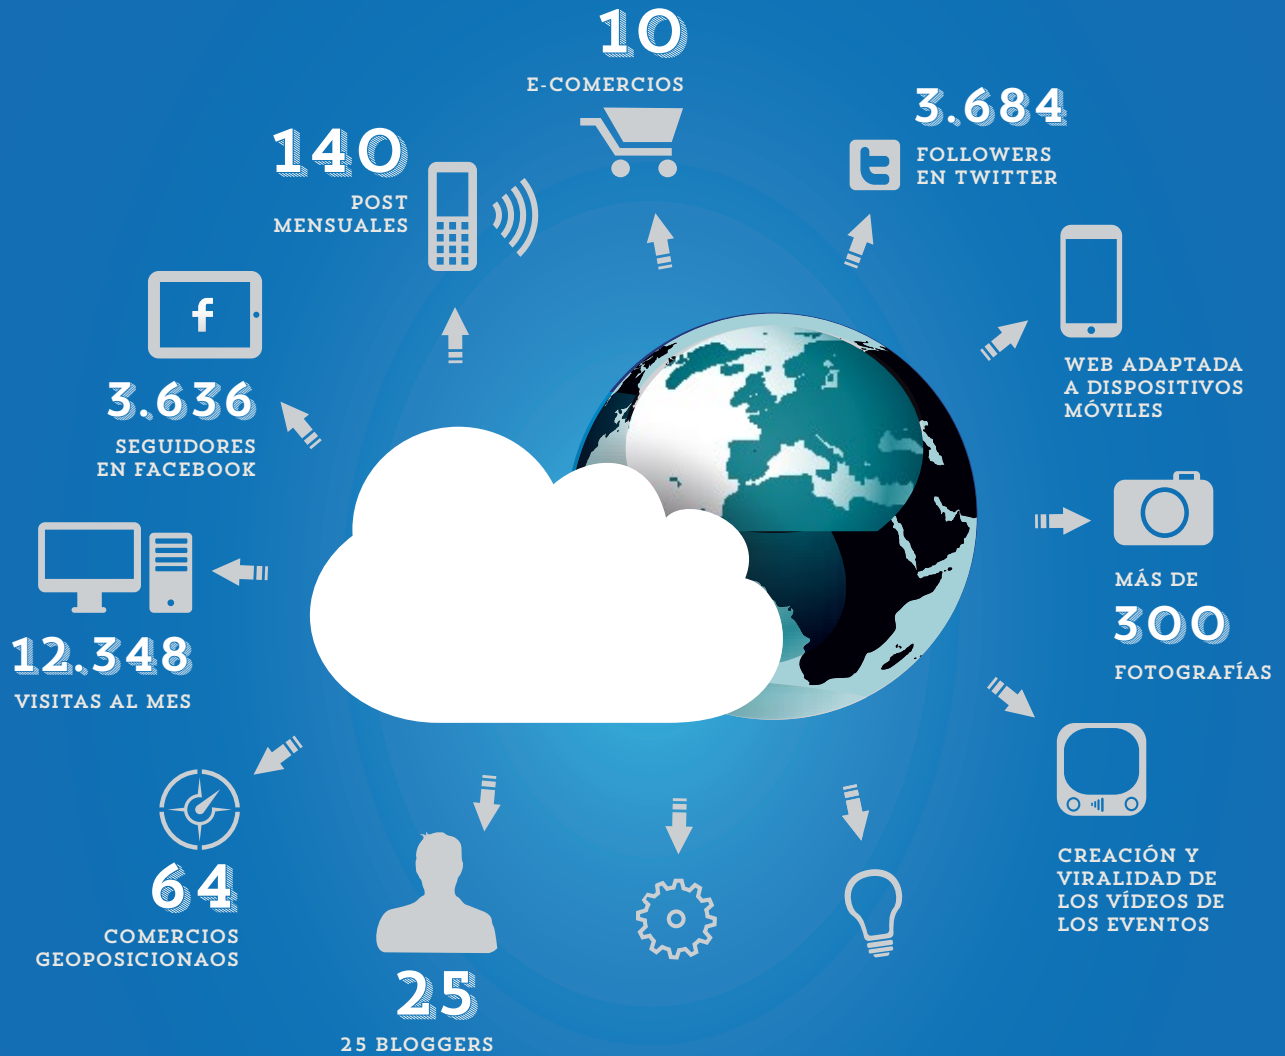 10
E-COMERCIOS
3.684
FOLLOWERS
EN TWITTER
140
POST
MENSUALES
WEB ADAPTADA
A DISPOSITIVOS
MÓVILES
3.636
SEGUIDORES
EN FACEBOOK
MÁS DE
300
FOTOGRAFÍAS
12.348
VISITAS AL MES
CREACIÓN Y
VIRALIDAD DE
LOS VÍDEOS DE
LOS EVENTOS
64
COMERCIOS
GEOPOSICIONAOS
25
25 BLOGGERS